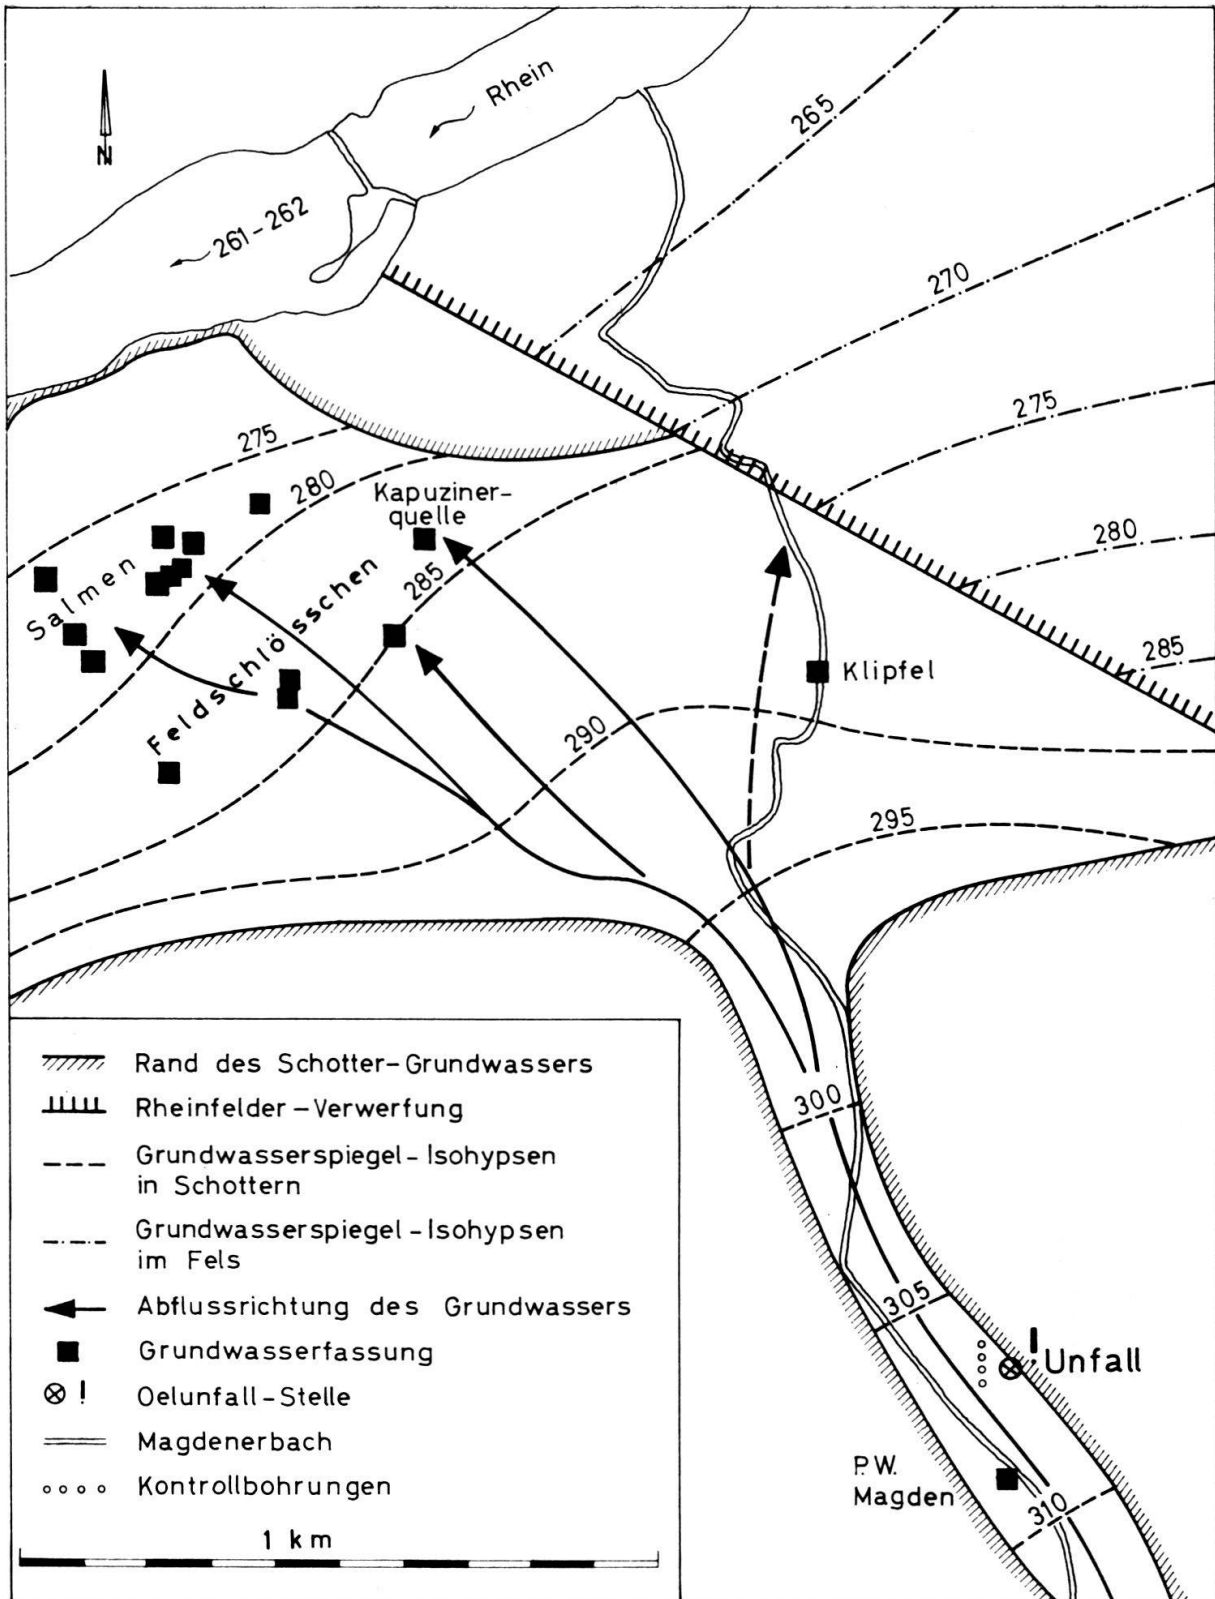 Rhein
265
N
261-262
270
275
275
280
Kapuziner-
quelle
280
Salmen
Feldschlösschen
285
285
Klipfel
290
295
300
305
! Unfall
P.W.
Magden
310
Rand des Schotter-Grundwassers
Rheinfelder-Verwerfung
Grundwasserspiegel-Isohypsen
in Schottern
Grundwasserspiegel-Isohypsen
im Fels
Abflussrichtung des Grundwassers
Grundwasserfassung
! Oelunfall-Stelle
Magdenerbach
Kontrollbohrungen
1 km